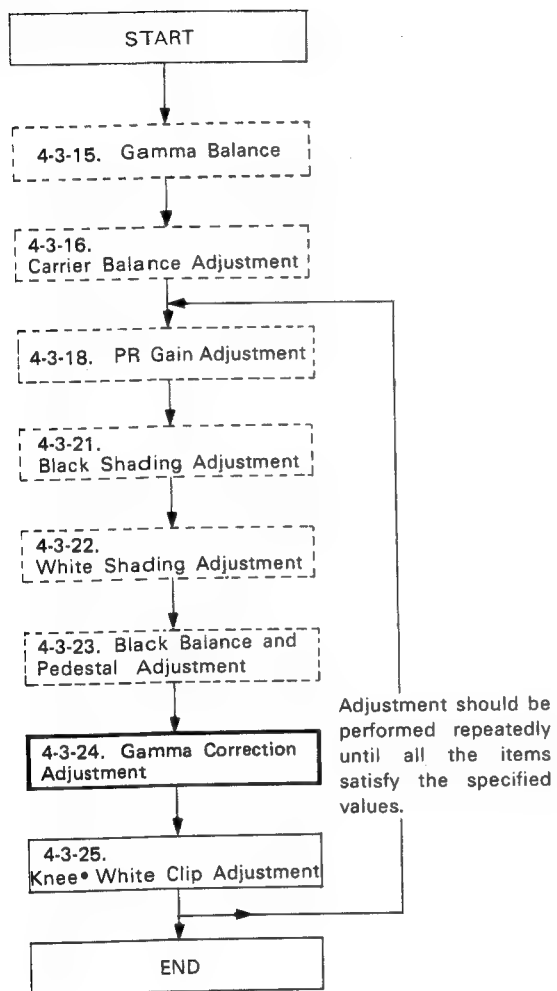 START
4-3-15. Gamma Balance
4-3-16.
Carrier Balance Adjustment
4-3-18. PR Gain Adjustment
4-3-21.
Black Shading Adjustment
4-3-22.
White Shading Adjustment
4-3-23. Black Balance and
Pedestal Adjustment
4-3-24. Gamma Correction
Adjustment
4-3-25.
Knee• White Clip Adjustment
END
Adjustment should be
performed repeatedly
until all the items
satisfy the specified
values.